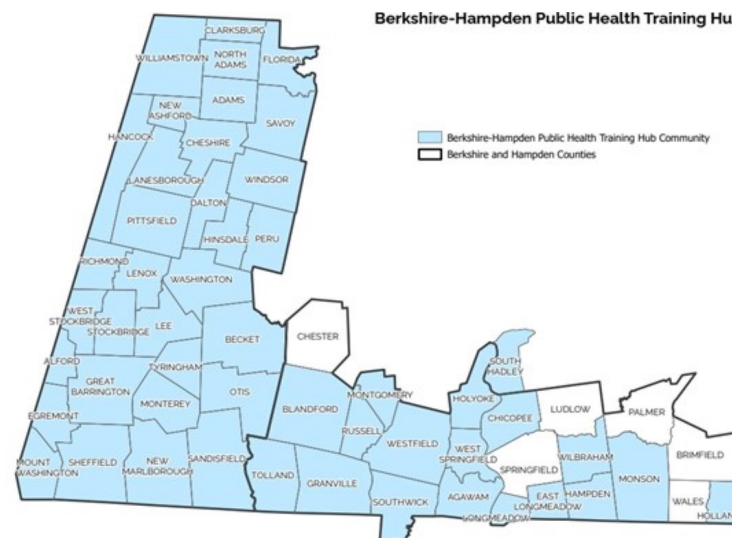 Berkshire-Hampden Public Health Training Hu
CLARKSBURG
WILLIAMSTOWN
NORTH
ADAMS
FLORIDA
ADAMS
NEW
ASHFORD
SAVOY
HANCOCK
CHESHIRE
Berkshire-Hampden Public Health Training Hub Community
Berkshire and Hampden Counties
LANESBOROUGH
WINDSOR
DALTON
PITTSFIELD
HINSDALE
PERU
RICHMOND
LENOX
WASHINGTON
WEST
STOCKBRIDGE
STOCKBRIDGE
LEE
BECKET
CHESTER
ALFORD
TYRINGHAM
SOUTH
HADLEY
GREAT
BARRINGTON
OTIS
MONTGOMERY
HOLYOKE
EGREMONT
MONTEREY
BLANDFORD
CHICOPEE
LUDLOW
PALMER
RUSSELL
WESTFIELD
WEST
SPRINGFIELD
BRIMFIELD
MOUNT
WASHINGTON
SHEFFIELD
NEW
MARLBOROUGH
SANDISFIELD
TOLLAND
GRANVILLE
SPRINGFIELD
WILBRAHAM
MONSON
SOUTHWICK
AGAWAM
LONGMEADOW
EAST
LONGMEADOW
HAMPDEN
WALES
HOLLAN